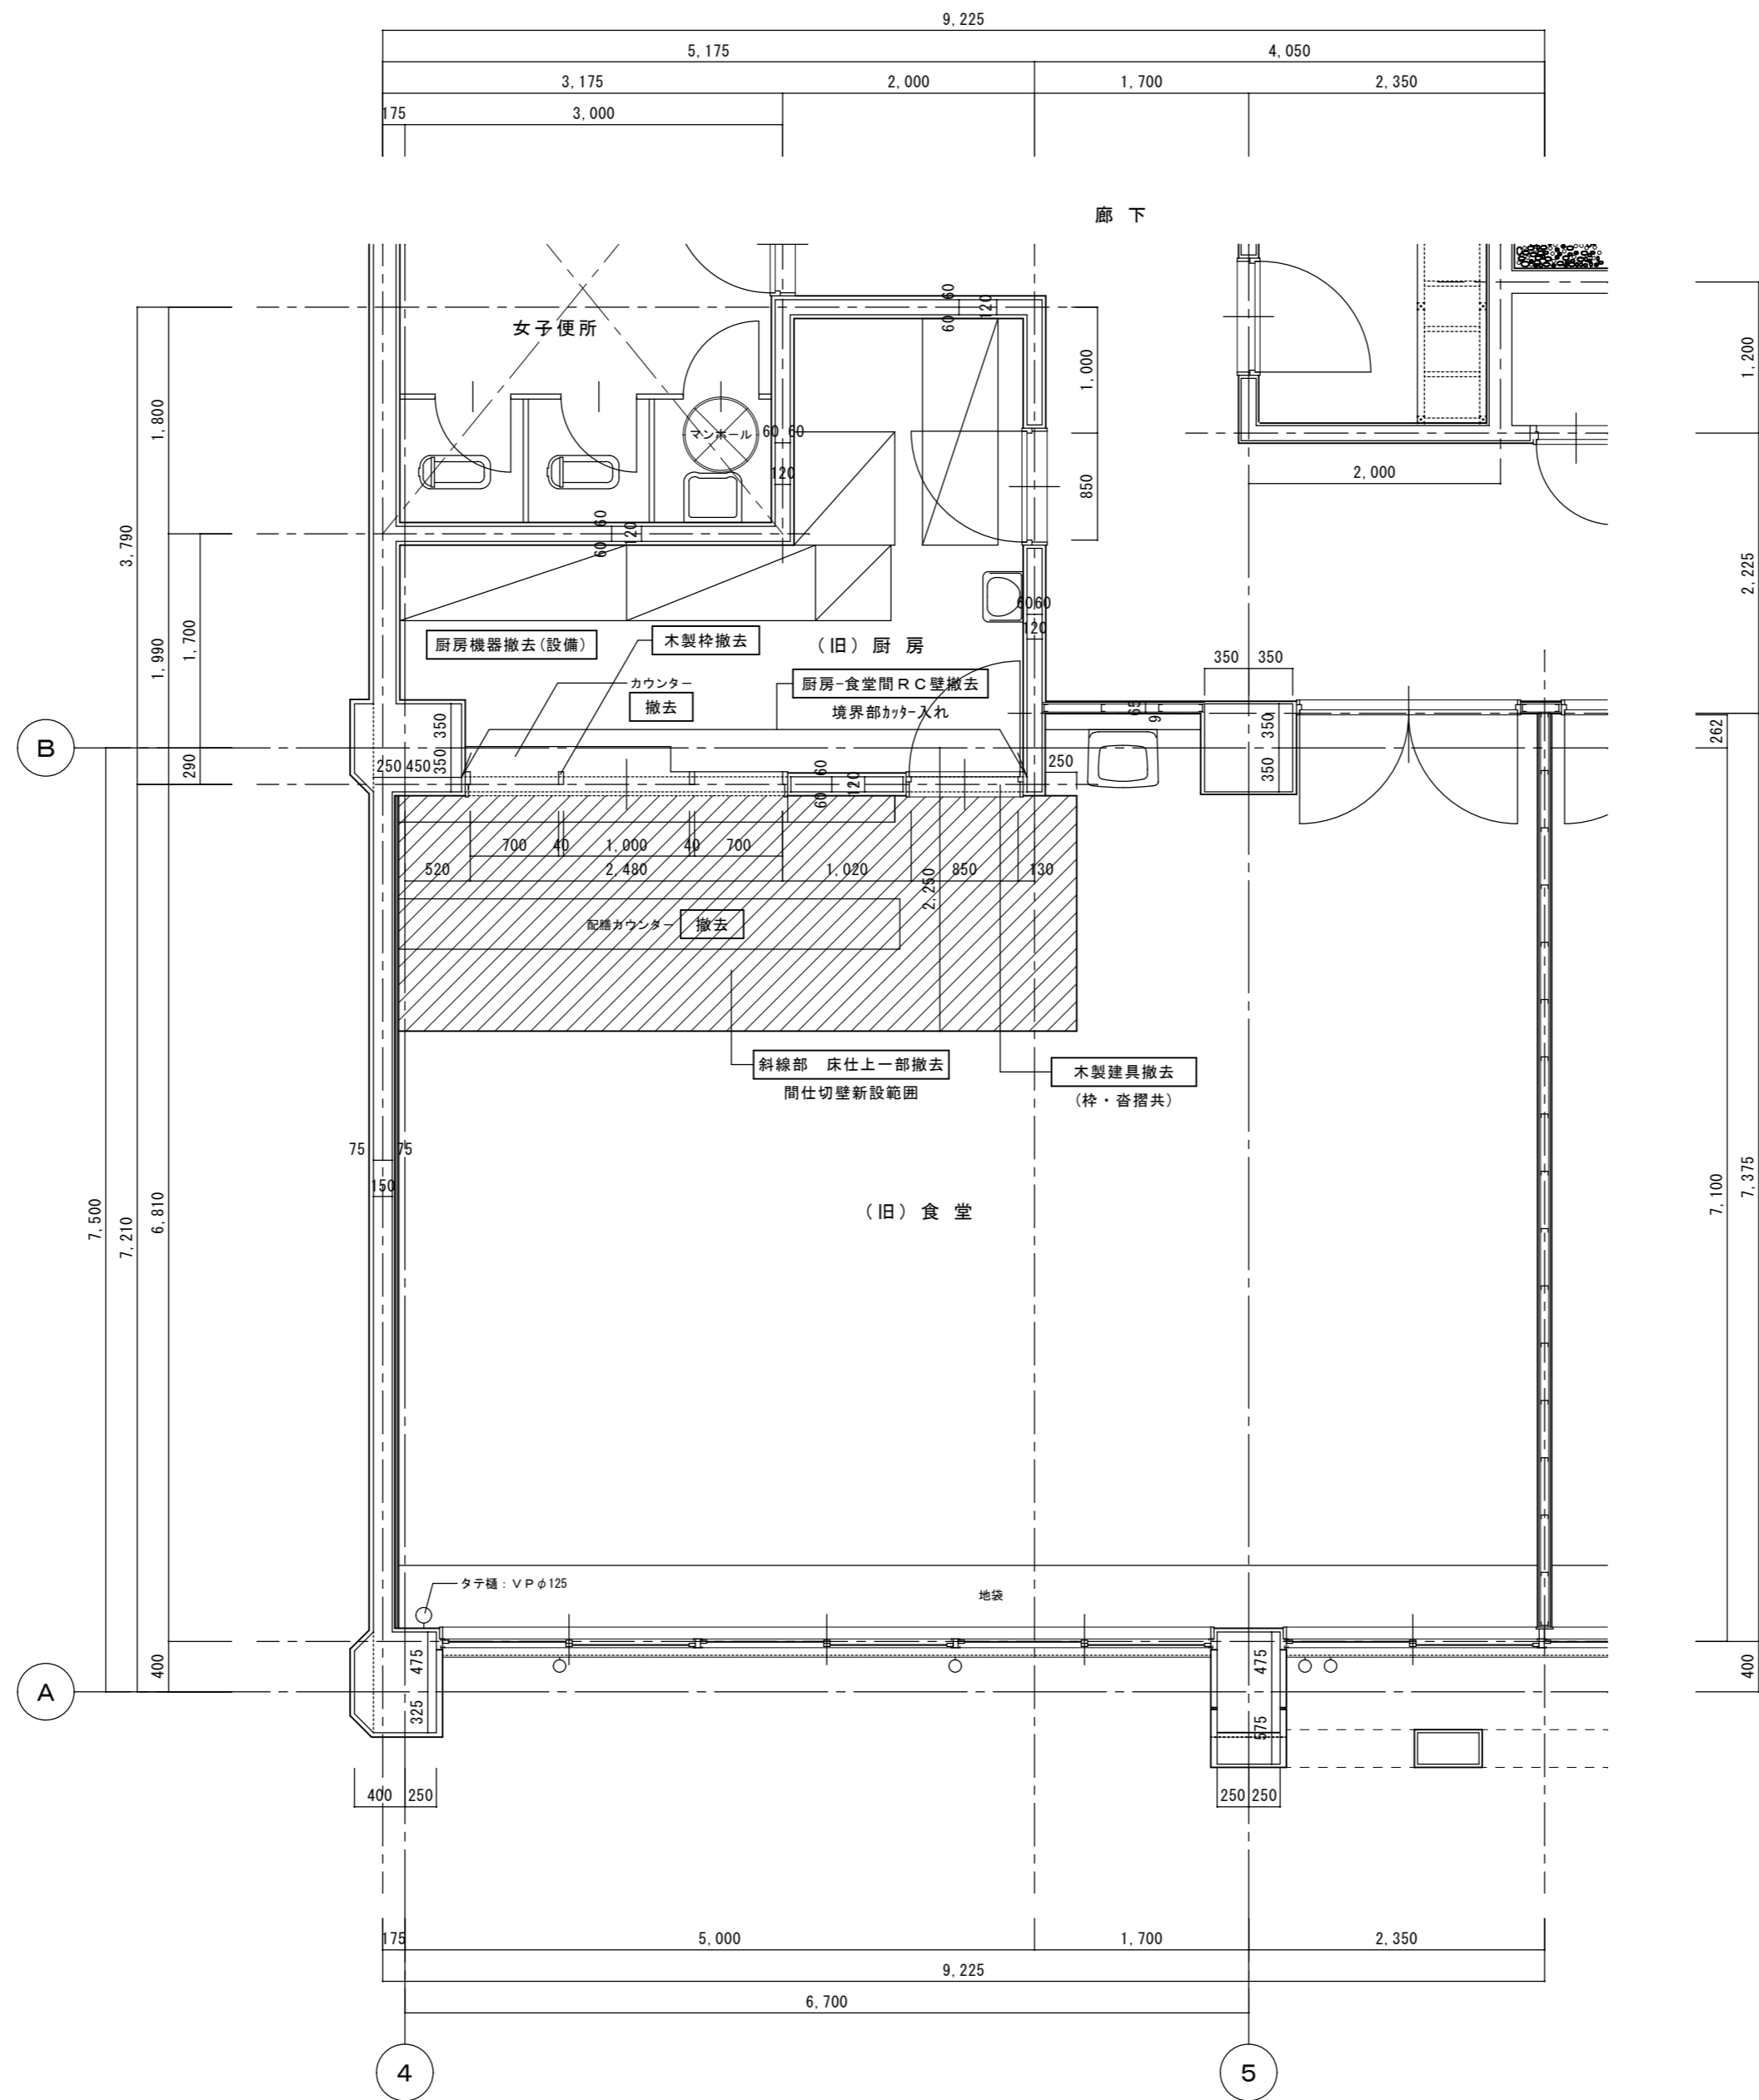 9,225
5,175 4,050
3,175 2,000 1,700 2,350
175 3,000
廊 下
女子便所
マンホール
60 60 120
60 60
120
60 60 120
1,000
850
2,000
1,200
2,225
1,800
3,790
1,990
1,700
290
60 60
120
厨房機器撤去(設備)
木製枠撤去
(旧) 厨 房
カウンター
撤去
厨房-食堂間RC壁撤去
境界部カッター入れ
350 350
65
9
350
350
262
B
350
350
250 450
60 60 120
250
700 40 1,000 40 700
520 2,480 1,020 850 130
2,250
配膳カウンター 撤去
斜線部 床仕上一部撤去
間仕切壁新設範囲
木製建具撤去
(枠・沓摺共)
75 75
150
7,500
7,210
6,810
(旧) 食 堂
7,100
7,375
タテ樋:VPφ125
地袋
400
475
325
475
575
400
A
400 250
250 250
175 5,000 1,700 2,350
9,225
6,700
4 5